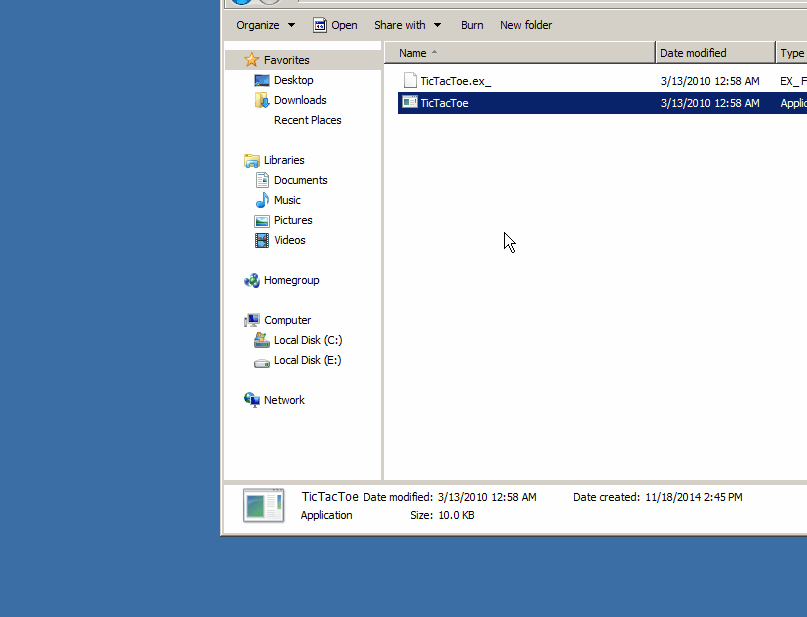 Organize Open Share with Burn New folder
Name Date modified Type
Favorites
Desktop
Downloads
Recent Places
Libraries
Documents
Music
Pictures
Videos
Homegroup
Computer
Local Disk (C:)
Local Disk (E:)
Network
TicTacToe.ex_ 3/13/2010 12:58 AM EX_ F
TicTacToe 3/13/2010 12:58 AM Applic
TicTacToe Date modified: 3/13/2010 12:58 AM Date created: 11/18/2014 2:45 PM
Application Size: 10.0 KB